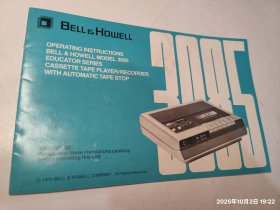 BELL & HOWELL
OPERATING INSTRUCTIONS
BELL & HOWELL MODEL 3085
EDUCATOR SERIES
CASSETTE TAPE PLAYER/RECORDER
WITH AUTOMATIC TAPE STOP
3085
Please read these instructions carefully
before operating this unit
BELL & HOWELL COMPANY All Rights Reserved
2025年10月2日 19:22